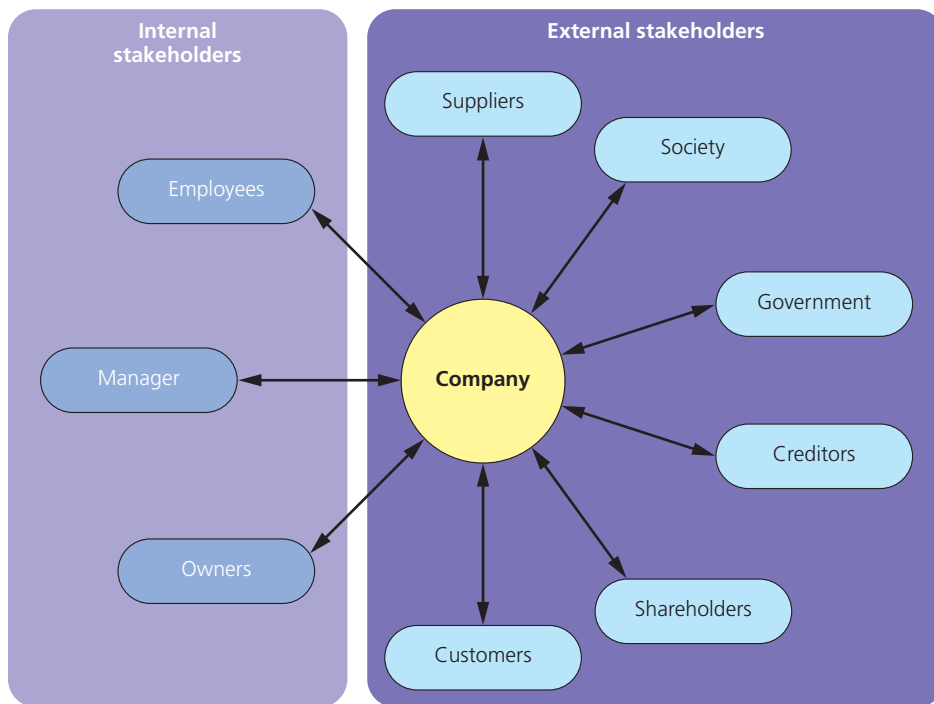 Internal
stakeholders
External stakeholders
Suppliers
Society
Employees
Government
Manager
Company
Creditors
Owners
Shareholders
Customers